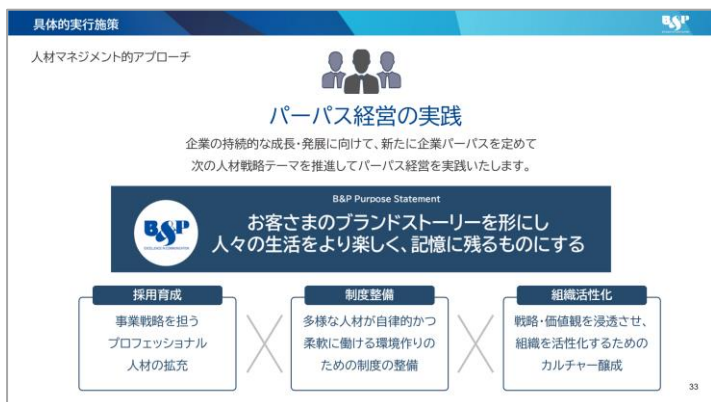 具体的実行施策
B&P
人材マネジメント的アプローチ
パーパス経営の実践
企業の持続的な成長・発展に向けて、新たに企業パーパスを定めて
次の人材戦略テーマを推進してパーパス経営を実践いたします。
B&P Purpose Statement
B&P
EXCELLENCE IN COMMUNICATION
お客さまのブランドストーリーを形にし
人々の生活をより楽しく、記憶に残るものにする
採用育成
事業戦略を担う
プロフェッショナル
人材の拡充
制度整備
多様な人材が自律的かつ
柔軟に働ける環境作りの
ための制度の整備
組織活性化
戦略・価値観を浸透させ、
組織を活性化するための
カルチャー醸成
33